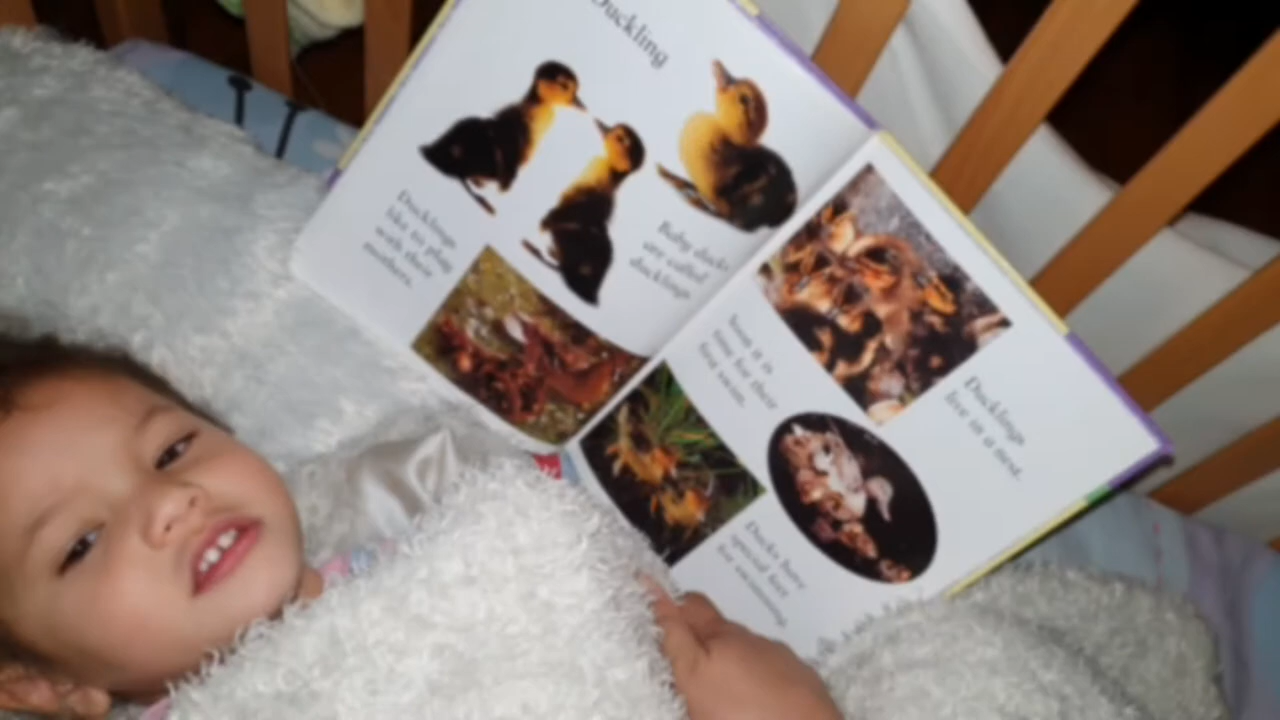 Duckling
Ducklings
like to play
with their
mothers.
Baby ducks
are called
ducklings.
Soon it is
time for their
first swim.
Ducklings
live in a nest.
Ducks have
special feet
for swimming.